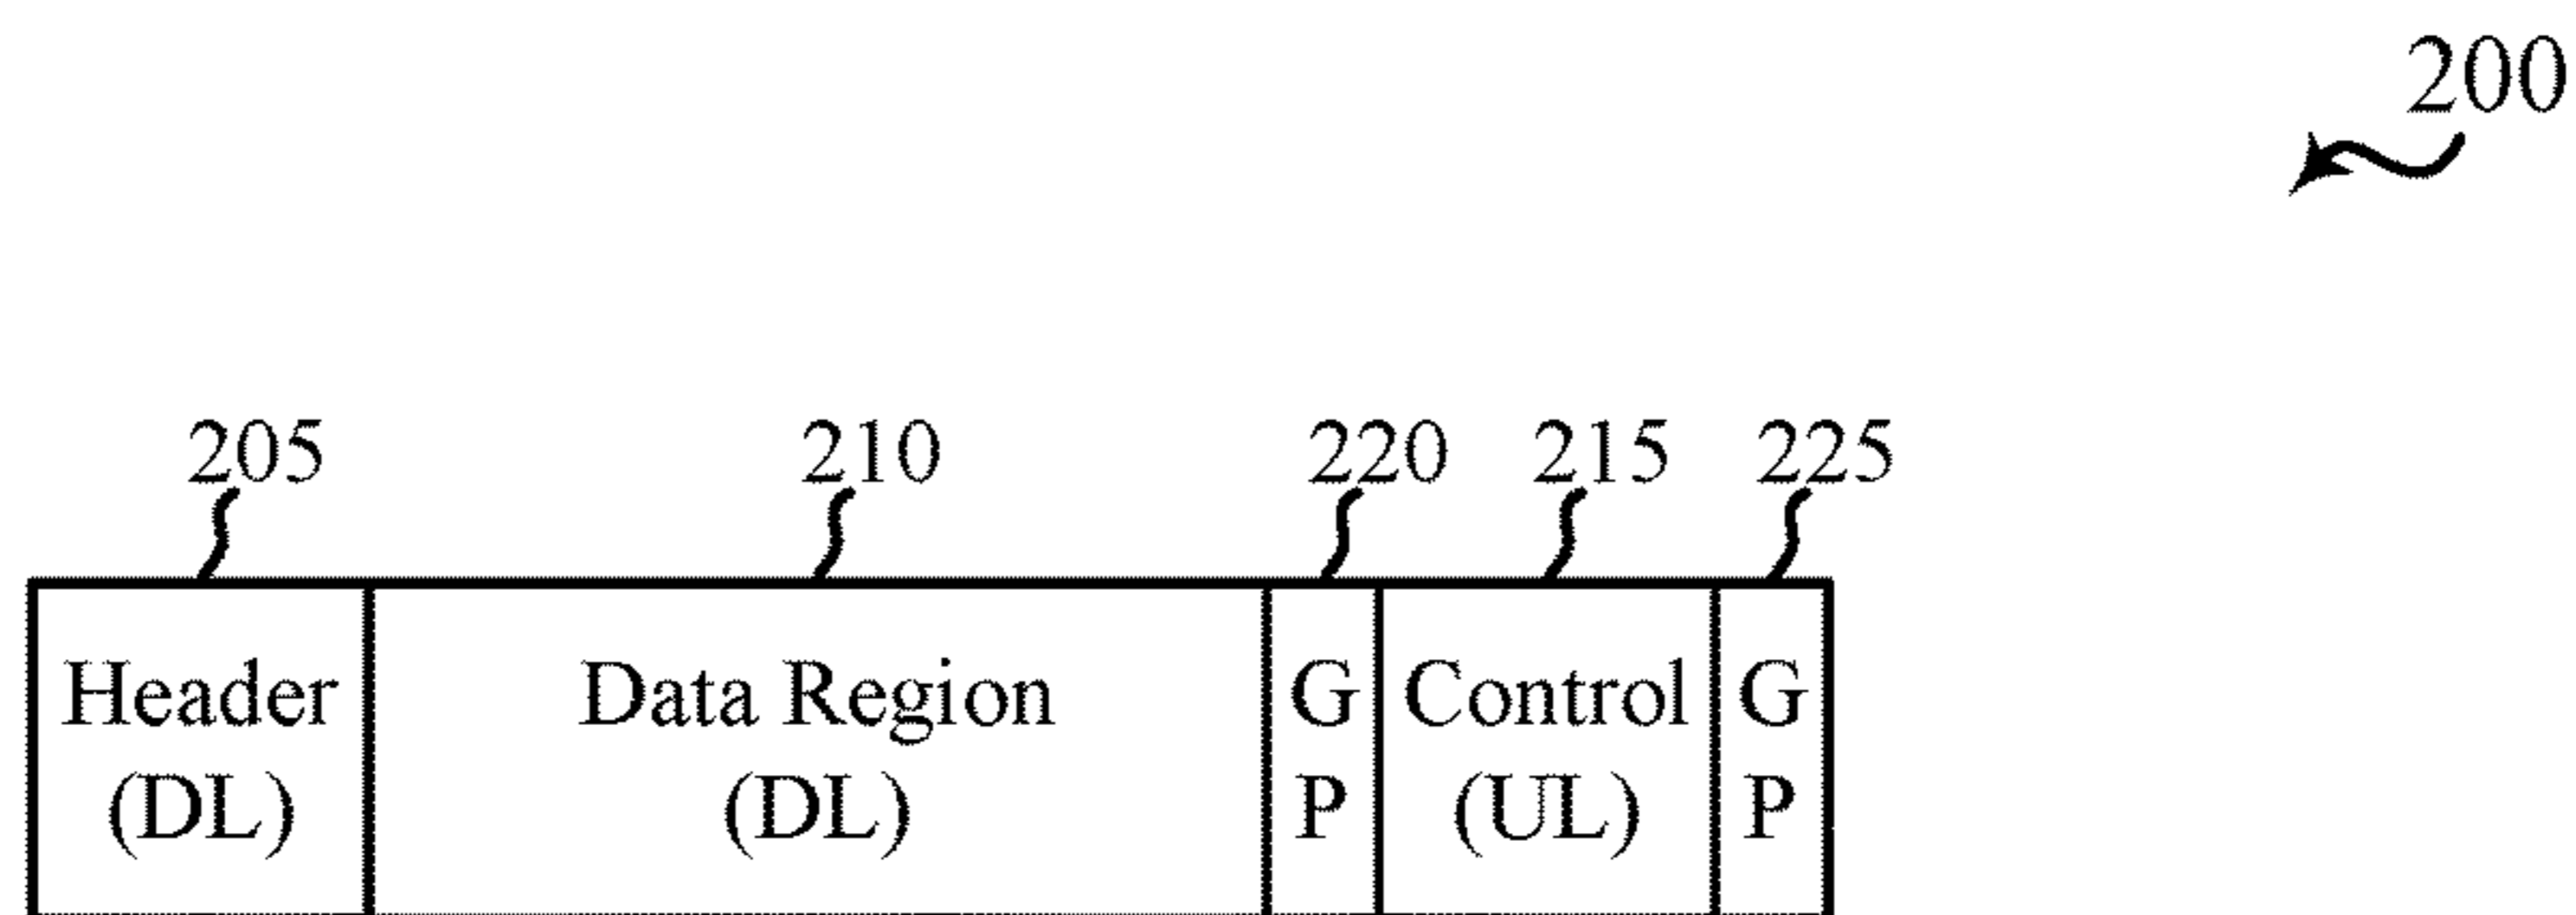 200
205 210 220 215 225
Header Data Region G Control G
(DL) (DL) P (UL) P